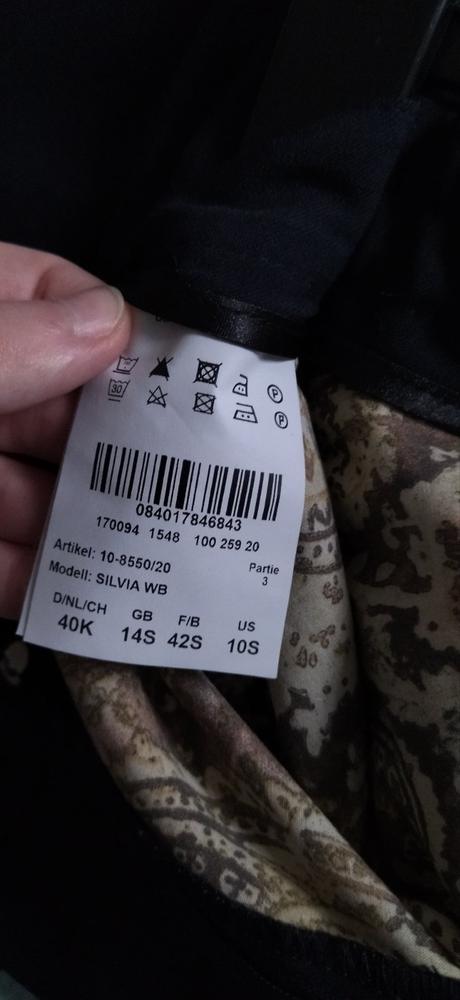 30
P
P
084017846843
170094 1548 100 259 20
Artikel: 10-8550/20 Partie
Modell: SILVIA WB 3
D/NL/CH GB F/B US
40K 14S 42S 10S